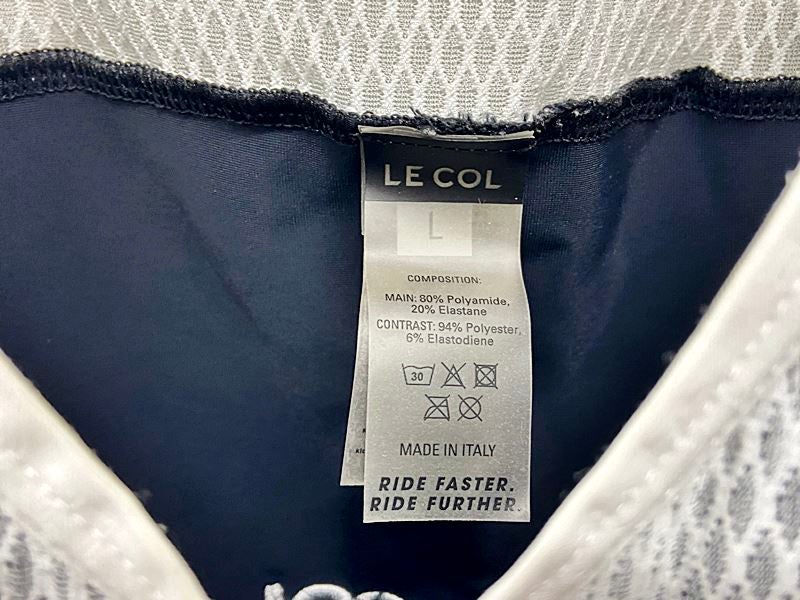 LE COL
L
COMPOSITION:
MAIN: 80% Polyamide,
20% Elastane
CONTRAST: 94% Polyester,
6% Elastodiene
30
MADE IN ITALY
RIDE FASTER.
RIDE FURTHER.